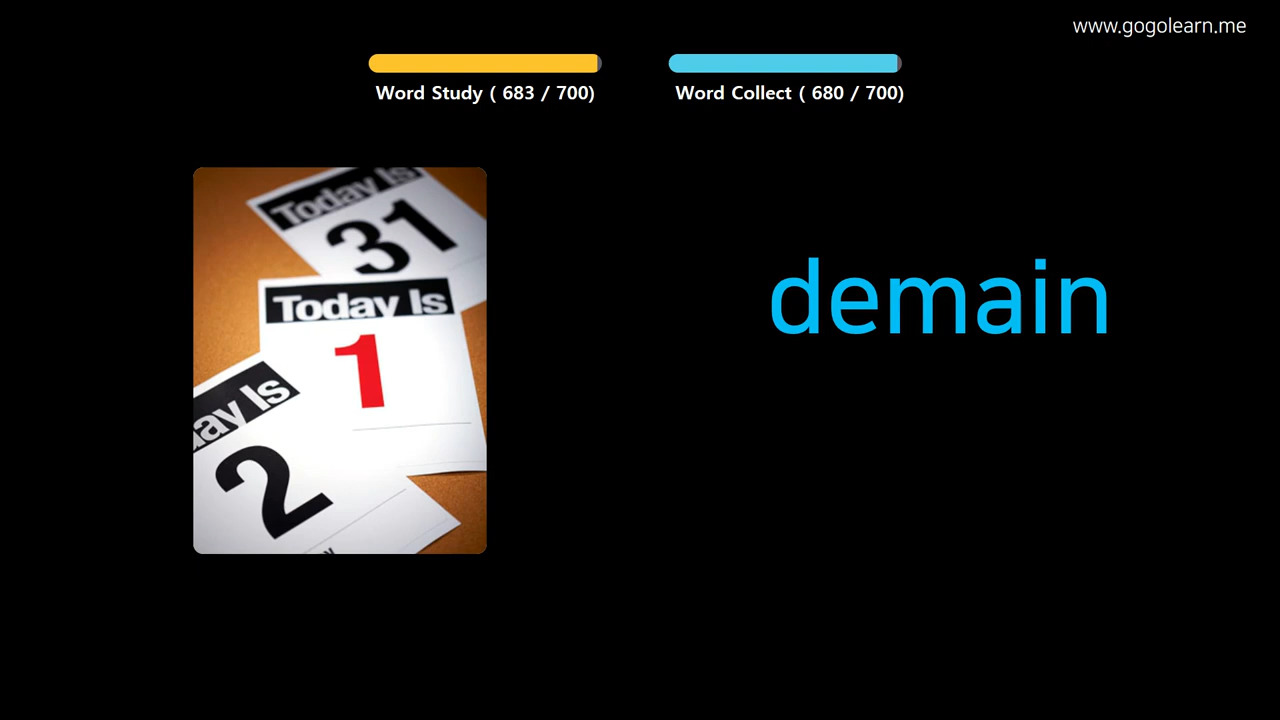 www.gogolearn.me
Word Study ( 683 / 700)
Word Collect ( 680 / 700)
Today Is
31
Today Is
1
ay Is
2
demain